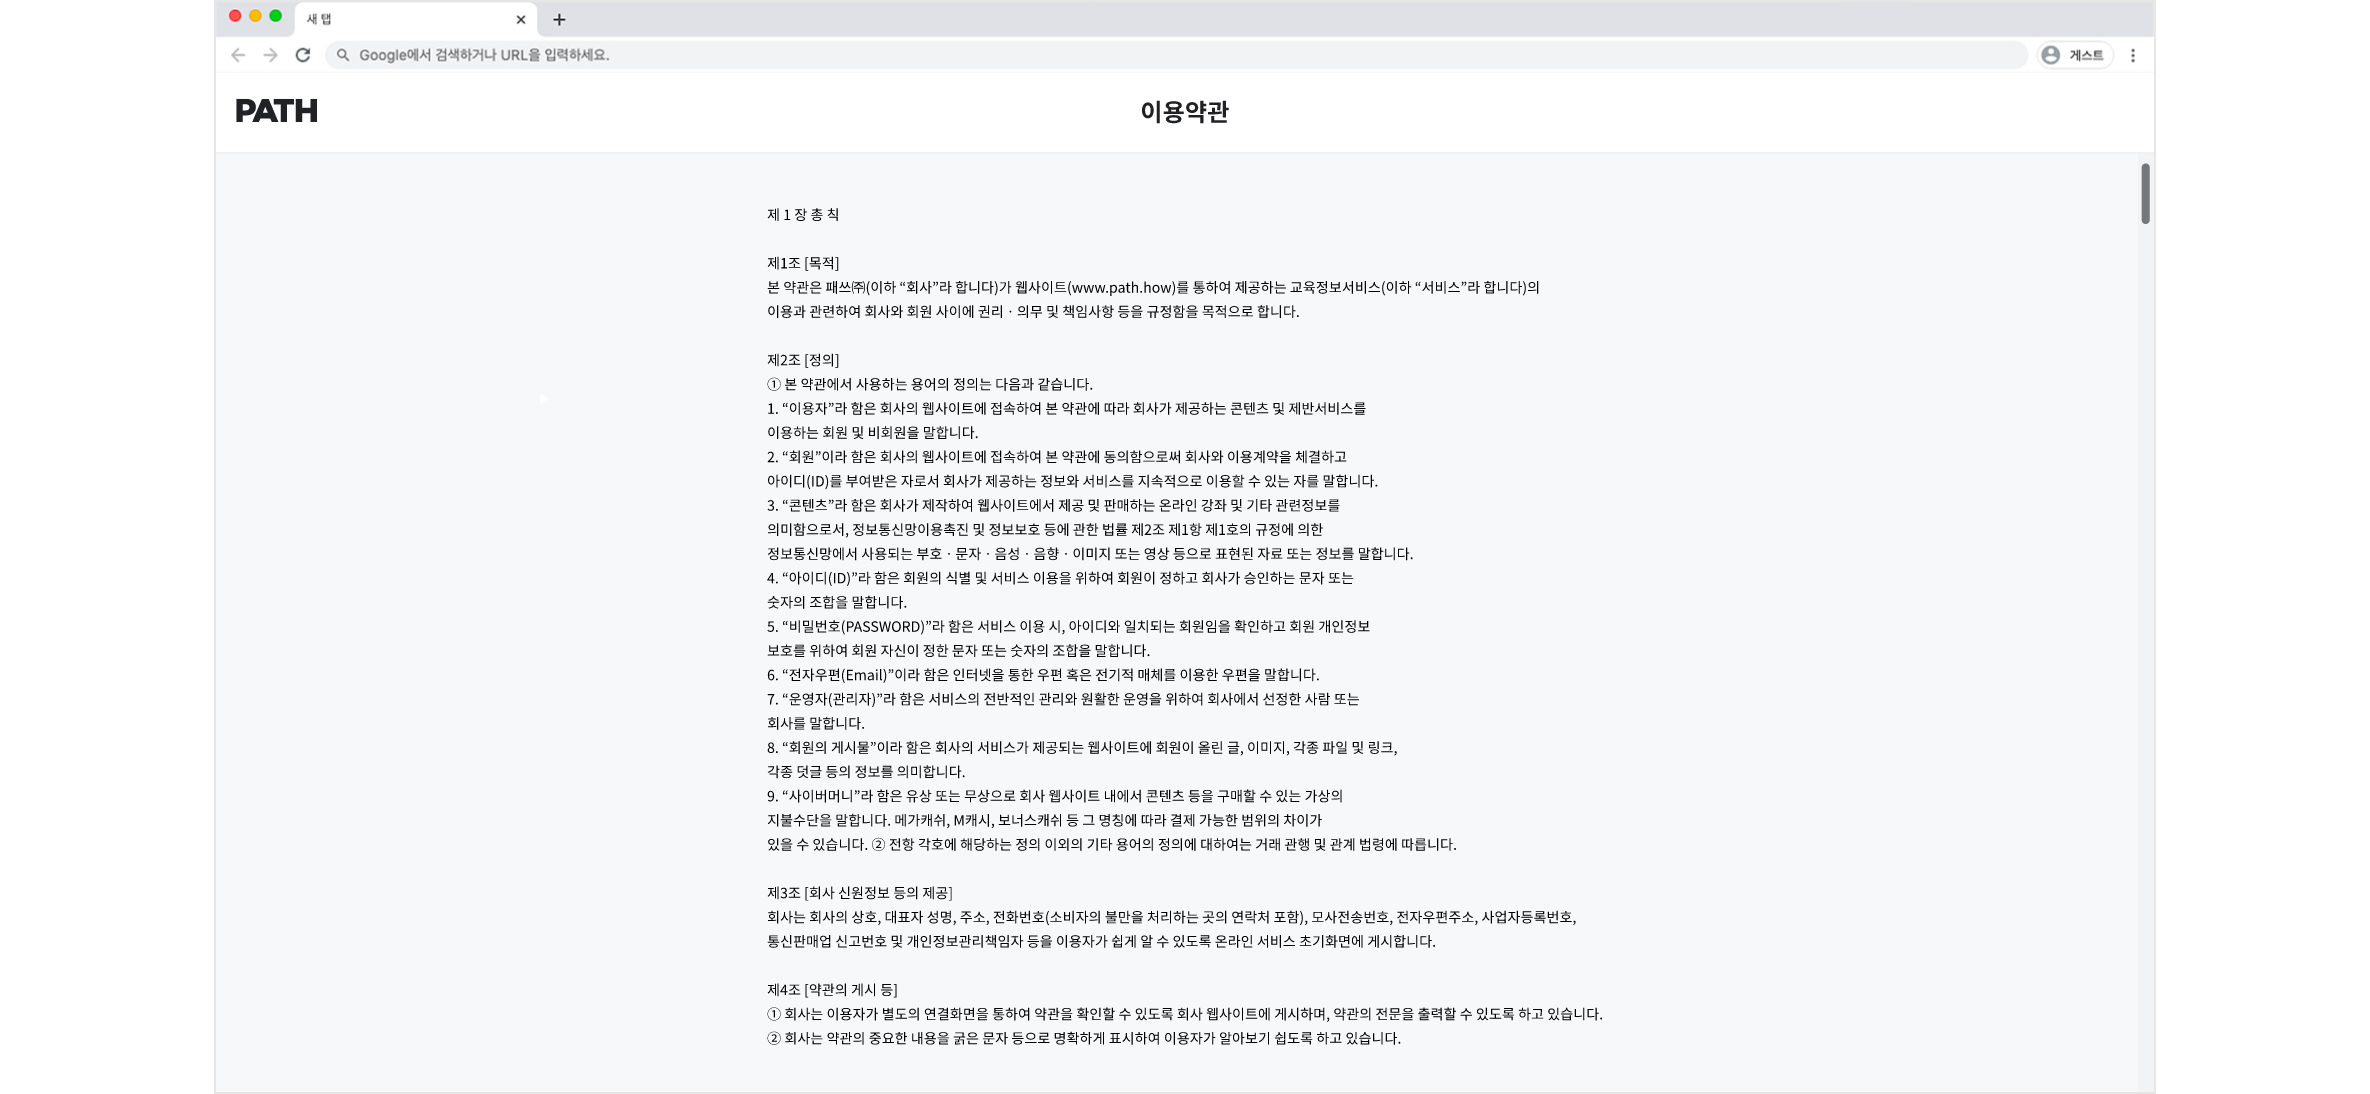 새 탭
Google에서 검색하거나 URL을 입력하세요.
게스트
PATH
이용약관
제 1 장 총 칙
제1조 [목적]
본 약관은 패쓰㈜(이하 “회사”라 합니다)가 웹사이트(www.path.how)를 통하여 제공하는 교육정보서비스(이하 “서비스”라 합니다)의
이용과 관련하여 회사와 회원 사이에 권리 · 의무 및 책임사항 등을 규정함을 목적으로 합니다.
제2조 [정의]
① 본 약관에서 사용하는 용어의 정의는 다음과 같습니다.
1. “이용자”라 함은 회사의 웹사이트에 접속하여 본 약관에 따라 회사가 제공하는 콘텐츠 및 제반서비스를
이용하는 회원 및 비회원을 말합니다.
2. “회원”이라 함은 회사의 웹사이트에 접속하여 본 약관에 동의함으로써 회사와 이용계약을 체결하고
아이디(ID)를 부여받은 자로서 회사가 제공하는 정보와 서비스를 지속적으로 이용할 수 있는 자를 말합니다.
3. “콘텐츠”라 함은 회사가 제작하여 웹사이트에서 제공 및 판매하는 온라인 강좌 및 기타 관련정보를
의미함으로서, 정보통신망이용촉진 및 정보보호 등에 관한 법률 제2조 제1항 제1호의 규정에 의한
정보통신망에서 사용되는 부호 · 문자 · 음성 · 음향 · 이미지 또는 영상 등으로 표현된 자료 또는 정보를 말합니다.
4. “아이디(ID)”라 함은 회원의 식별 및 서비스 이용을 위하여 회원이 정하고 회사가 승인하는 문자 또는
숫자의 조합을 말합니다.
5. “비밀번호(PASSWORD)”라 함은 서비스 이용 시, 아이디와 일치되는 회원임을 확인하고 회원 개인정보
보호를 위하여 회원 자신이 정한 문자 또는 숫자의 조합을 말합니다.
6. “전자우편(Email)”이라 함은 인터넷을 통한 우편 혹은 전기적 매체를 이용한 우편을 말합니다.
7. “운영자(관리자)”라 함은 서비스의 전반적인 관리와 원활한 운영을 위하여 회사에서 선정한 사람 또는
회사를 말합니다.
8. “회원의 게시물”이라 함은 회사의 서비스가 제공되는 웹사이트에 회원이 올린 글, 이미지, 각종 파일 및 링크,
각종 덧글 등의 정보를 의미합니다.
9. “사이버머니”라 함은 유상 또는 무상으로 회사 웹사이트 내에서 콘텐츠 등을 구매할 수 있는 가상의
지불수단을 말합니다. 메가캐쉬, M캐시, 보너스캐쉬 등 그 명칭에 따라 결제 가능한 범위의 차이가
있을 수 있습니다. ② 전항 각호에 해당하는 정의 이외의 기타 용어의 정의에 대하여는 거래 관행 및 관계 법령에 따릅니다.
제3조 [회사 신원정보 등의 제공]
회사는 회사의 상호, 대표자 성명, 주소, 전화번호(소비자의 불만을 처리하는 곳의 연락처 포함), 모사전송번호, 전자우편주소, 사업자등록번호,
통신판매업 신고번호 및 개인정보관리책임자 등을 이용자가 쉽게 알 수 있도록 온라인 서비스 초기화면에 게시합니다.
제4조 [약관의 게시 등]
① 회사는 이용자가 별도의 연결화면을 통하여 약관을 확인할 수 있도록 회사 웹사이트에 게시하며, 약관의 전문을 출력할 수 있도록 하고 있습니다.
② 회사는 약관의 중요한 내용을 굵은 문자 등으로 명확하게 표시하여 이용자가 알아보기 쉽도록 하고 있습니다.